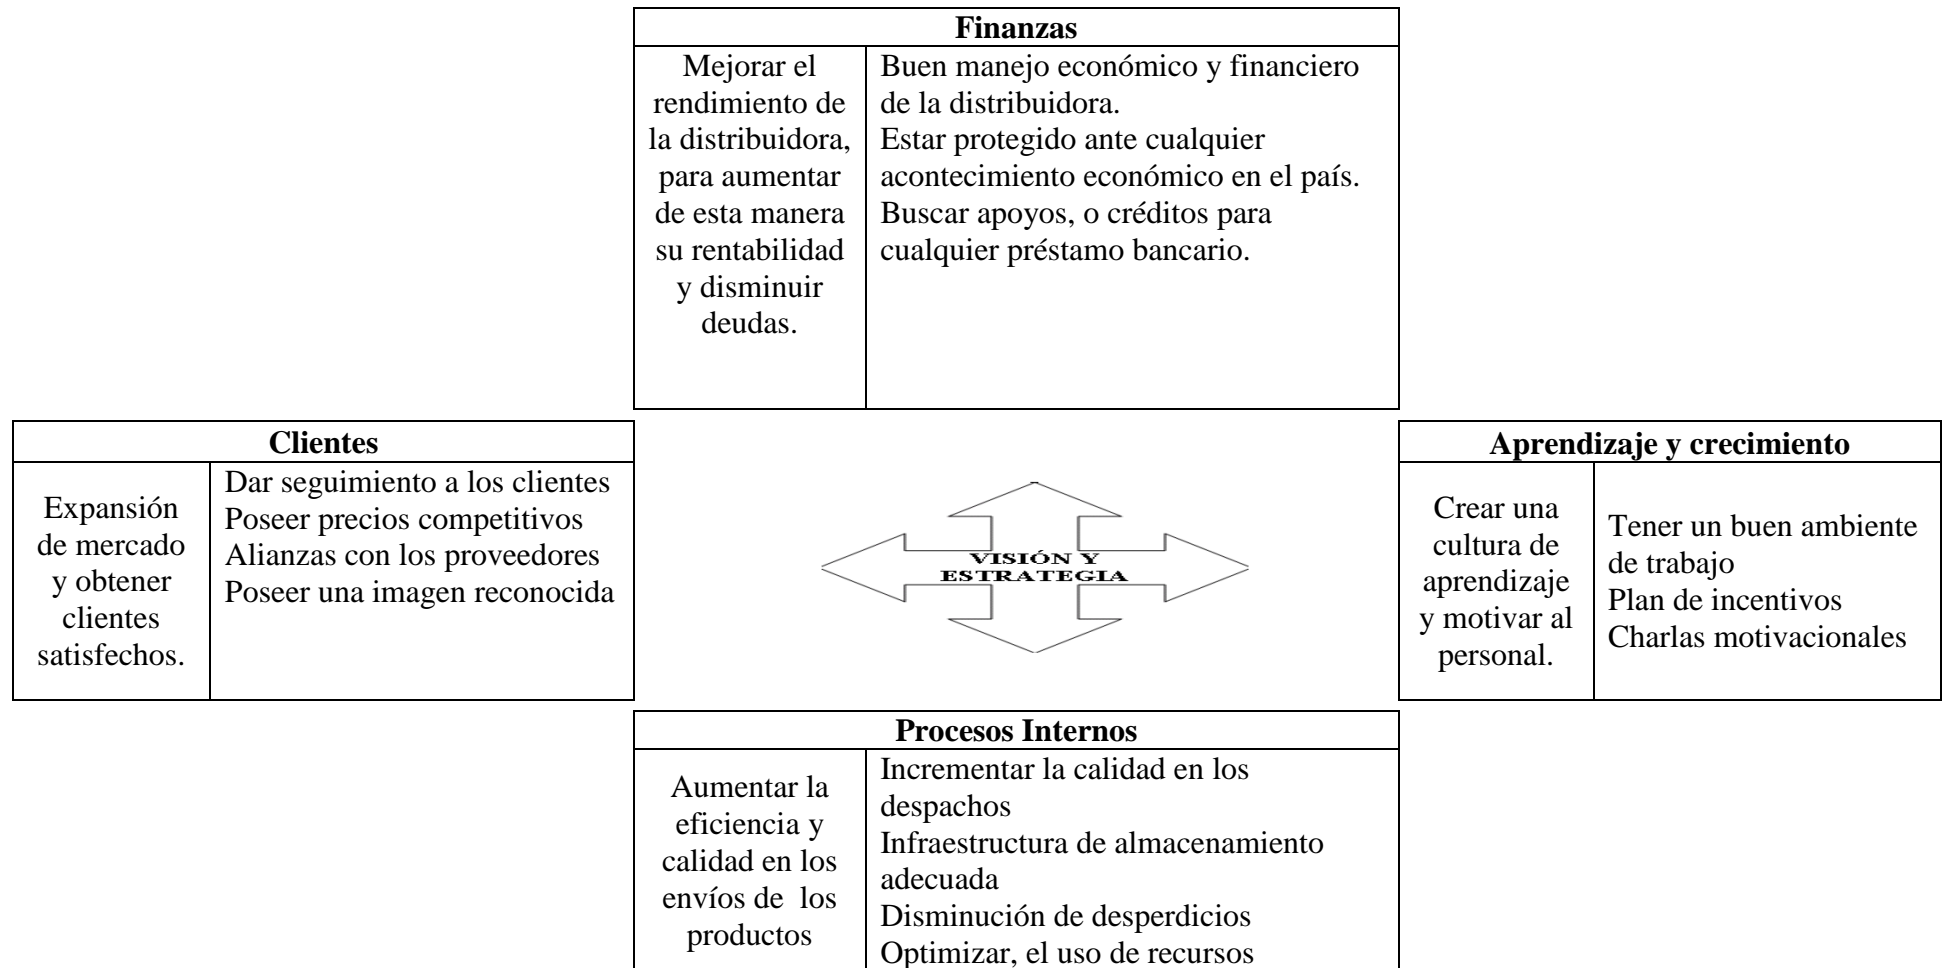 Finanzas
Mejorar el
rendimiento de
la distribuidora,
para aumentar
de esta manera
su rentabilidad
y disminuir
deudas.
Buen manejo económico y financiero
de la distribuidora.
Estar protegido ante cualquier
acontecimiento económico en el país.
Buscar apoyos, o créditos para
cualquier préstamo bancario.
Clientes
Expansión
de mercado
y obtener
clientes
satisfechos.
Dar seguimiento a los clientes
Poseer precios competitivos
Alianzas con los proveedores
Poseer una imagen reconocida
VISIÓN Y
ESTRATEGIA
Aprendizaje y crecimiento
Crear una
cultura de
aprendizaje
y motivar al
personal.
Tener un buen ambiente
de trabajo
Plan de incentivos
Charlas motivacionales
Procesos Internos
Aumentar la
eficiencia y
calidad en los
envíos de  los
productos
Incrementar la calidad en los
despachos
Infraestructura de almacenamiento
adecuada
Disminución de desperdicios
Optimizar, el uso de recursos